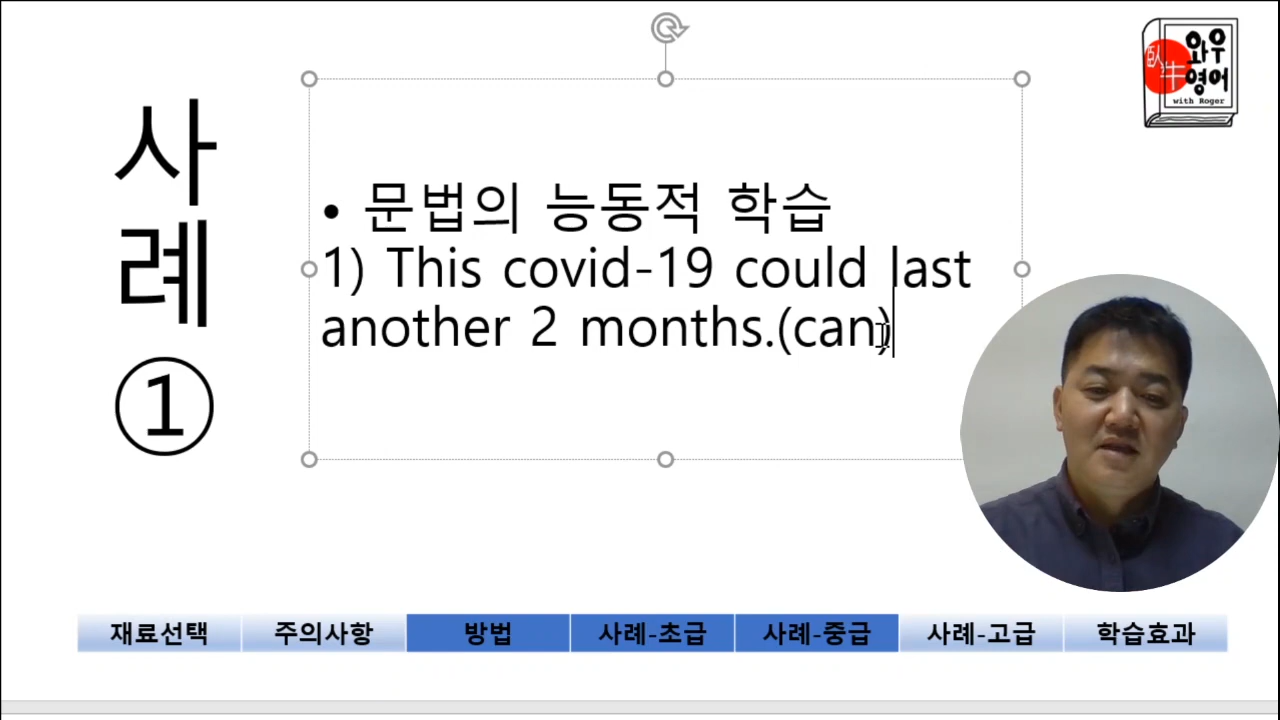 사
례
①
• 문법의 능동적 학습
1) This covid-19 could last
another 2 months.(can)
臥牛
와우
영어
with Roger
재료선택 주의사항 방법 사례-초급 사례-중급 사례-고급 학습효과